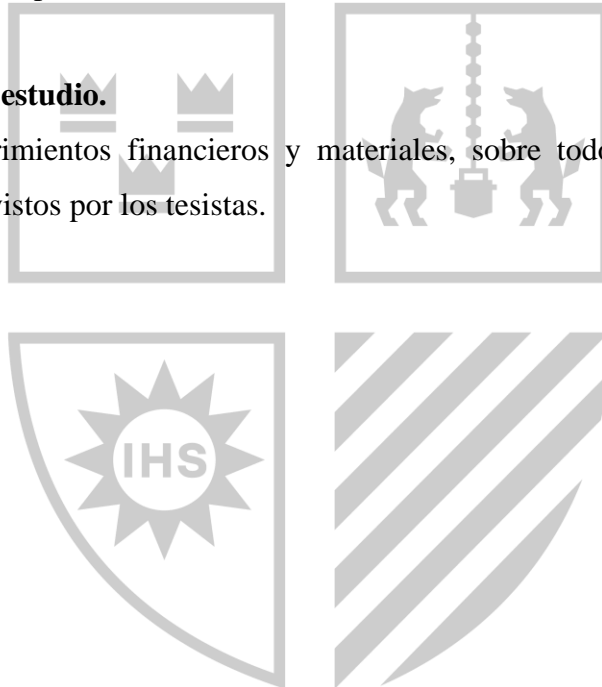 estudio.
rimientos financieros y materiales, sobre todo
vistos por los tesistas.
IHS